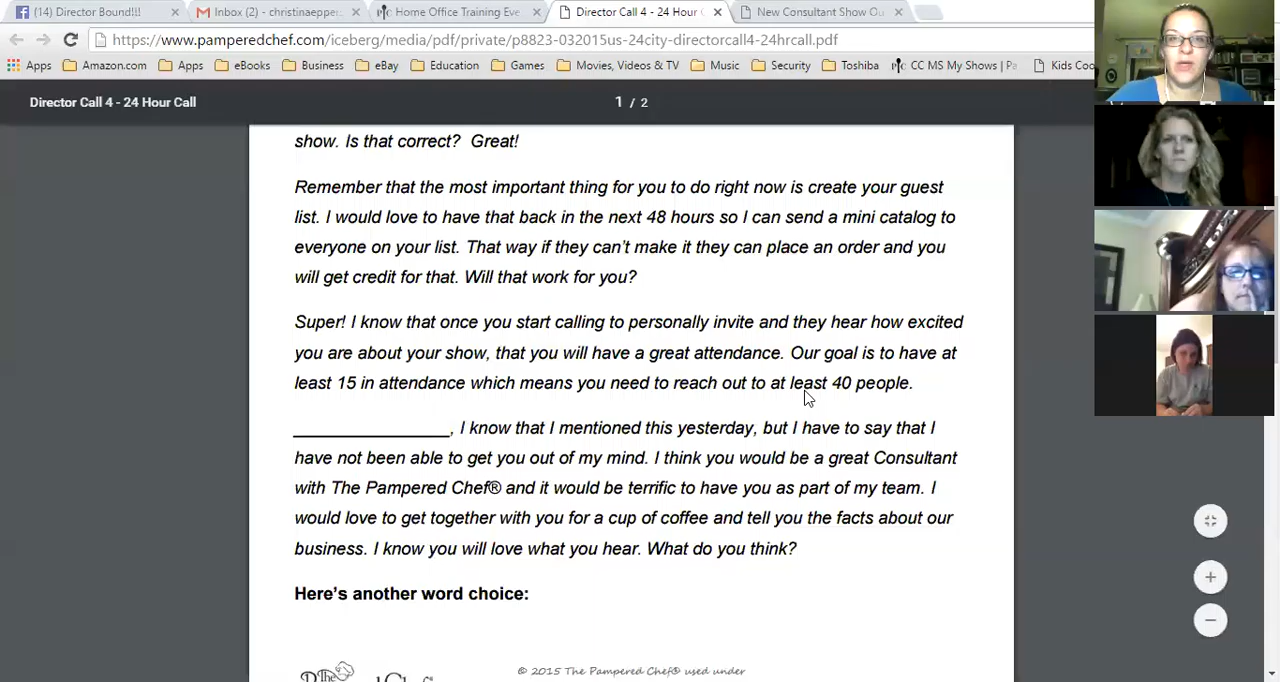 (14) Director Bound!!!
Inbox (2) - christinaepper
Home Office Training Eve
Director Call 4 - 24 Hour
New Consultant Show Ou
https://www.pamperedchef.com/iceberg/media/pdf/private/p8823-032015us-24city-directorcall4-24hrcall.pdf
Apps Amazon.com Apps eBooks Business eBay Education Games Movies, Videos & TV Music Security Toshiba CC MS My Shows | Pa Kids Coo
Director Call 4 - 24 Hour Call
1 / 2
show. Is that correct? Great!
Remember that the most important thing for you to do right now is create your guest
list. I would love to have that back in the next 48 hours so I can send a mini catalog to
everyone on your list. That way if they can't make it they can place an order and you
will get credit for that. Will that work for you?
Super! I know that once you start calling to personally invite and they hear how excited
you are about your show, that you will have a great attendance. Our goal is to have at
least 15 in attendance which means you need to reach out to at least 40 people.
________________, I know that I mentioned this yesterday, but I have to say that I
have not been able to get you out of my mind. I think you would be a great Consultant
with The Pampered Chef® and it would be terrific to have you as part of my team. I
would love to get together with you for a cup of coffee and tell you the facts about our
business. I know you will love what you hear. What do you think?
Here's another word choice:
© 2015 The Pampered Chef® used under
The